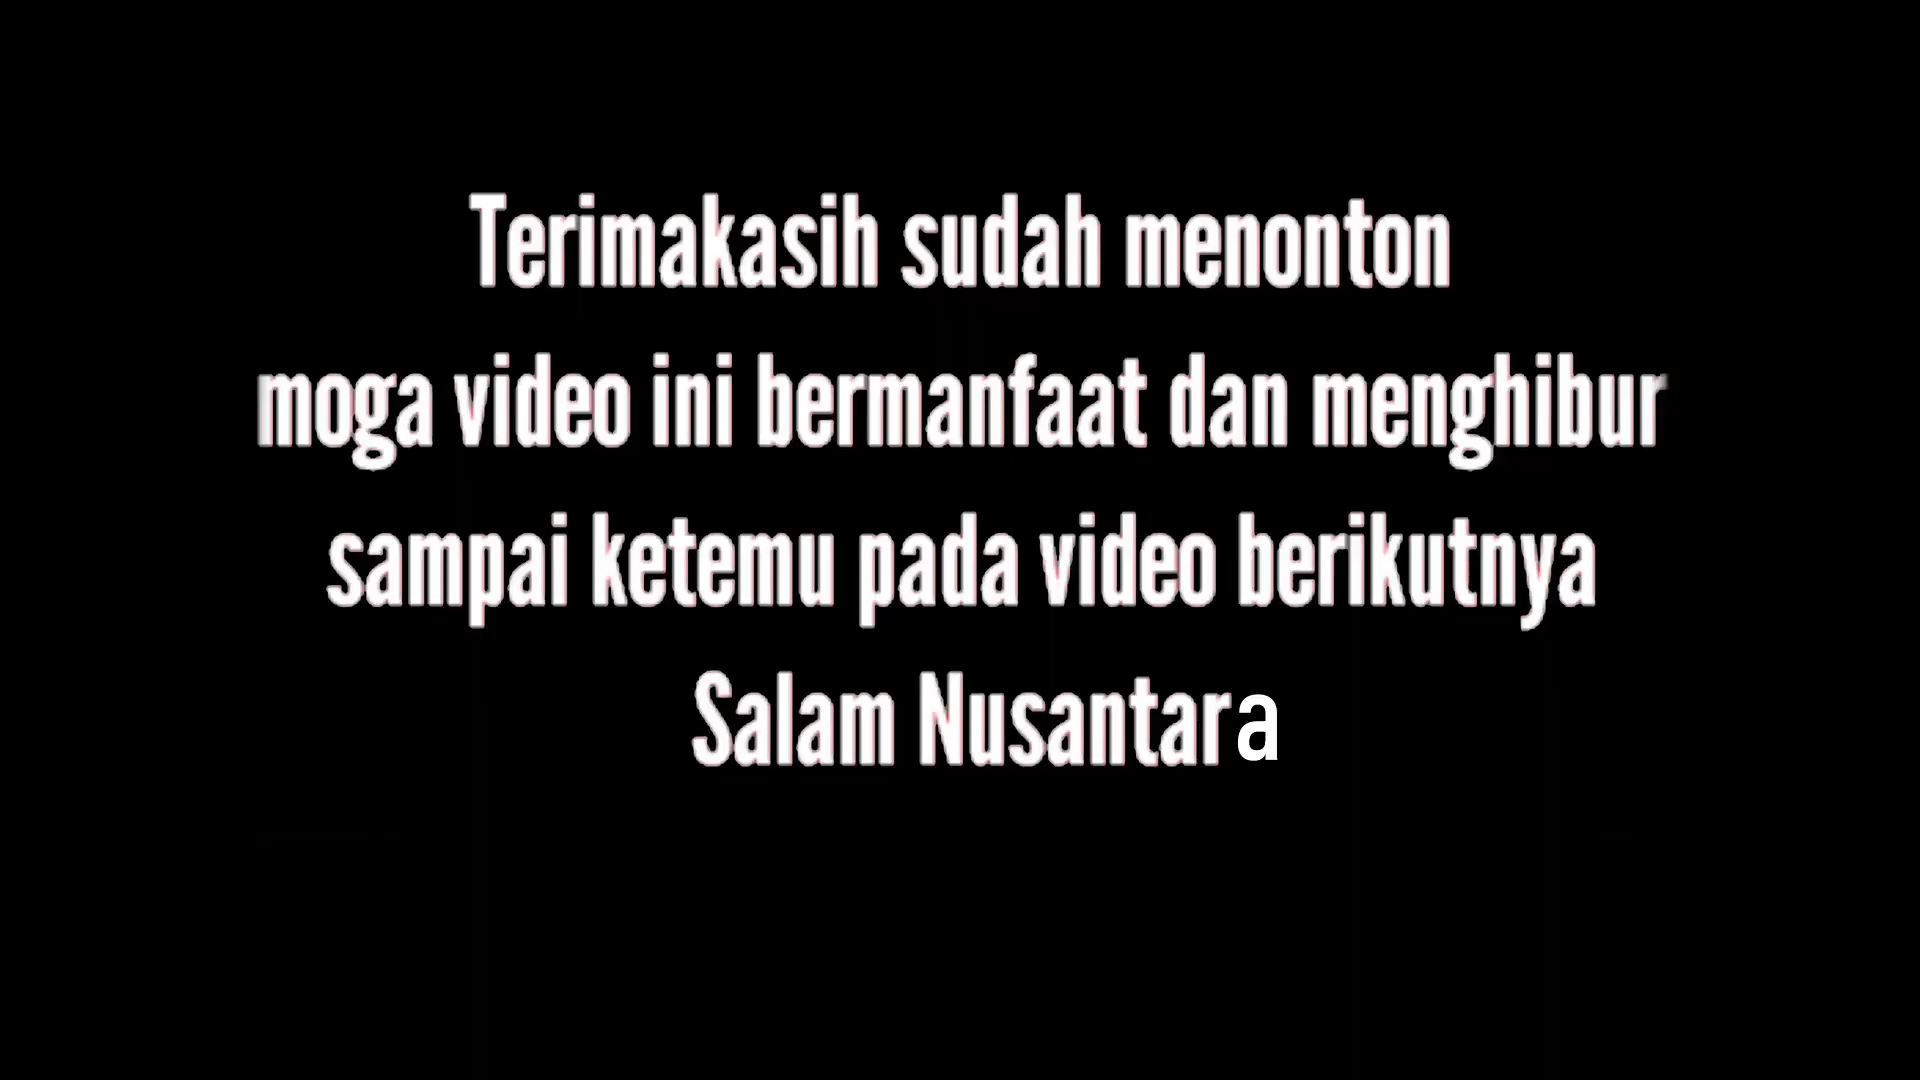 Terimakasih sudah menonton
moga video ini bermanfaat dan menghibur
sampai ketemu pada video berikutnya
Salam Nusantara